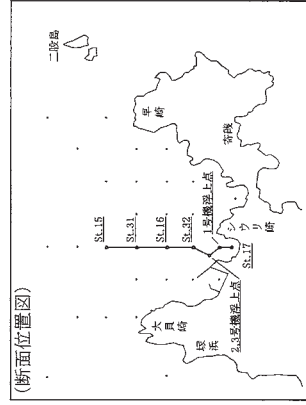 (断面位置図)
二股島
早崎
寄磯
St.15
St.31
St.16
St.32
1号機浮上点
シウリ崎
St.17
大貝崎
塚浜
2,3号機浮上点